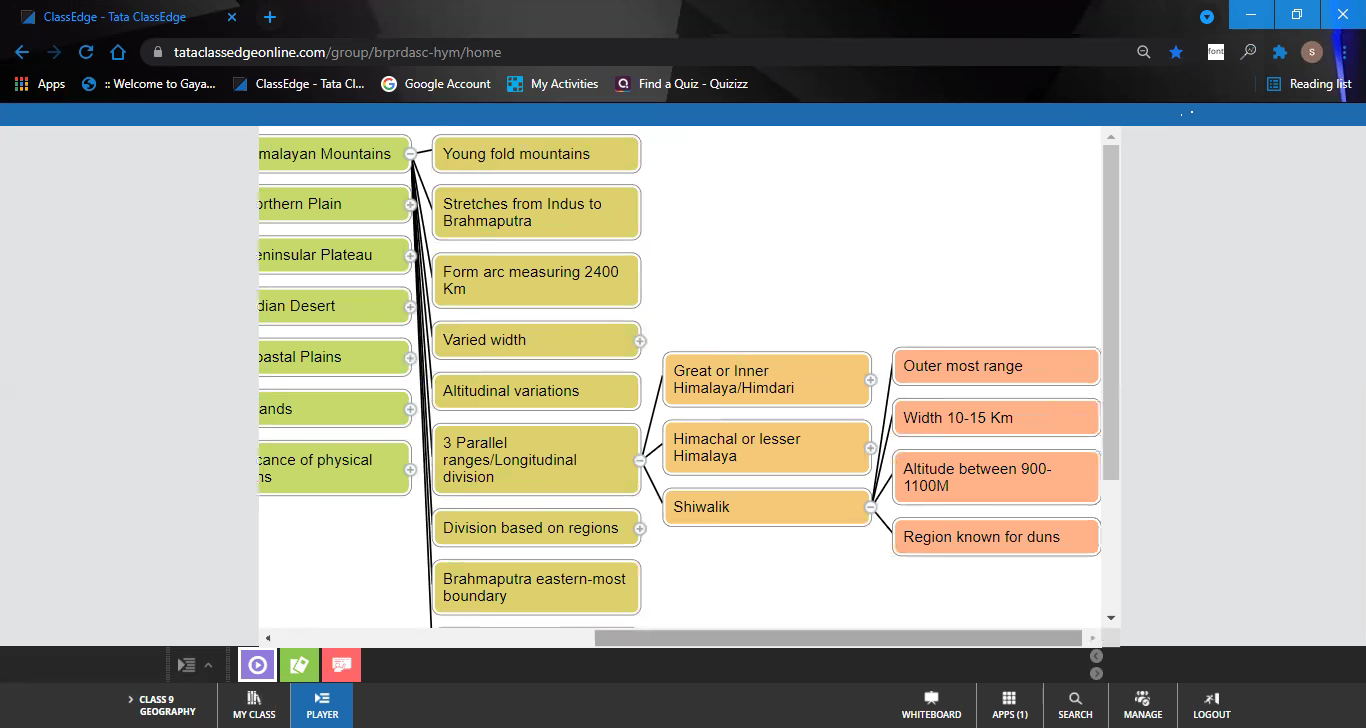 ClassEdge - Tata ClassEdge
tataclassedgeonline.com/group/brprdasc-hym/home
font
S
Apps
:: Welcome to Gaya...
ClassEdge - Tata Cl...
Google Account
My Activities
Find a Quiz - Quizizz
Reading list
malayan Mountains
orthern Plain
eninsular Plateau
dian Desert
oastal Plains
ands
cance of physical
ns
Young fold mountains
Stretches from Indus to
Brahmaputra
Form arc measuring 2400
Km
Varied width
Altitudinal variations
3 Parallel
ranges/Longitudinal
division
Division based on regions
Brahmaputra eastern-most
boundary
Great or Inner
Himalaya/Himdari
Himachal or lesser
Himalaya
Shiwalik
Outer most range
Width 10-15 Km
Altitude between 900-
1100M
Region known for duns
CLASS 9
GEOGRAPHY
MY CLASS
PLAYER
WHITEBOARD
APPS (1)
SEARCH
MANAGE
LOGOUT